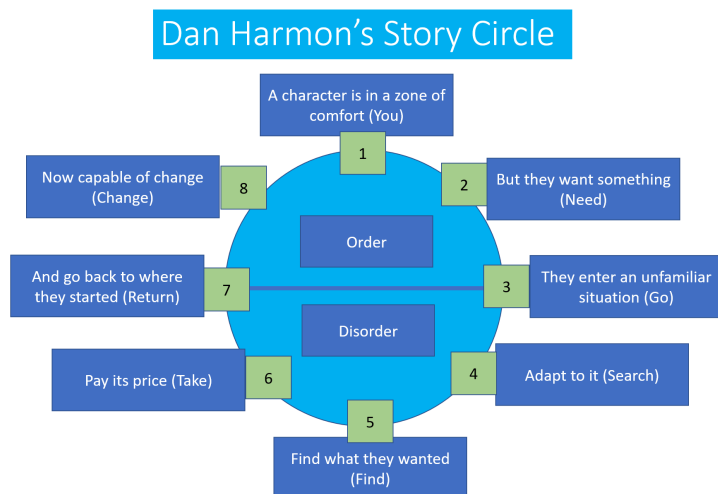 Dan Harmon’s Story Circle
A character is in a zone of
comfort (You)
1
2
But they want something
(Need)
3
They enter an unfamiliar
situation (Go)
4
Adapt to it (Search)
5
Find what they wanted
(Find)
6
Pay its price (Take)
7
And go back to where
they started (Return)
8
Now capable of change
(Change)
Order
Disorder